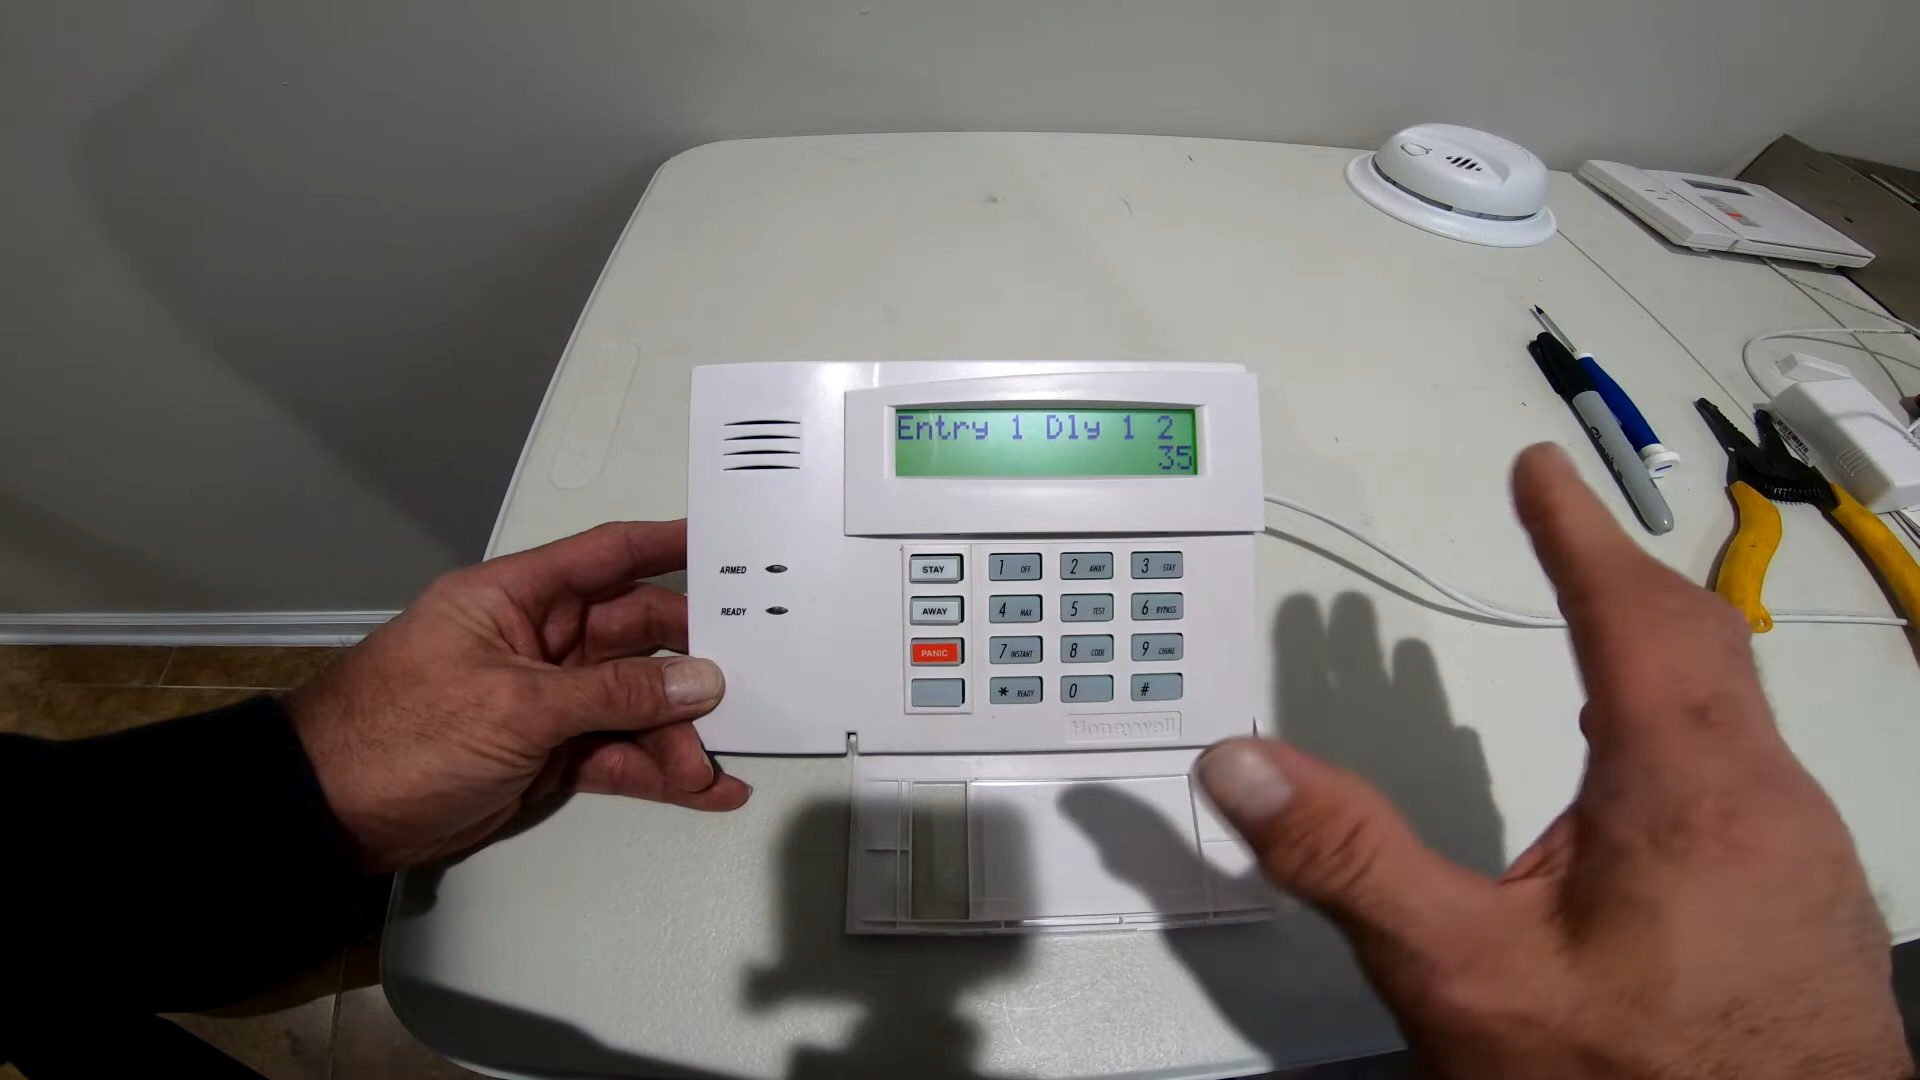 Entry 1 Dly 1 2
35
ARMED
READY
STAY
AWAY
PANIC
1 OFF
2 AWAY
3 STAY
4 MAX
5 TEST
6 BYPASS
7 INSTANT
8 CODE
9 CHIME
* READY
0
#
Honeywell